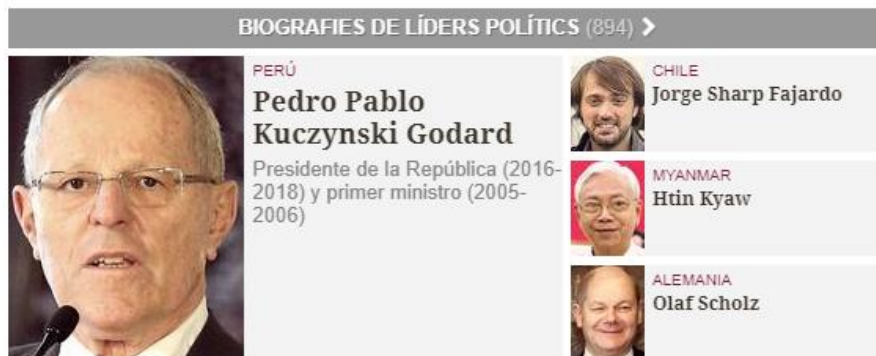 BIOGRAFIES DE LÍDERS POLÍTICS (894)
PERÚ
Pedro Pablo
Kuczynski Godard
Presidente de la República (2016-
2018) y primer ministro (2005-
2006)
CHILE
Jorge Sharp Fajardo
MYANMAR
Htin Kyaw
ALEMANIA
Olaf Scholz